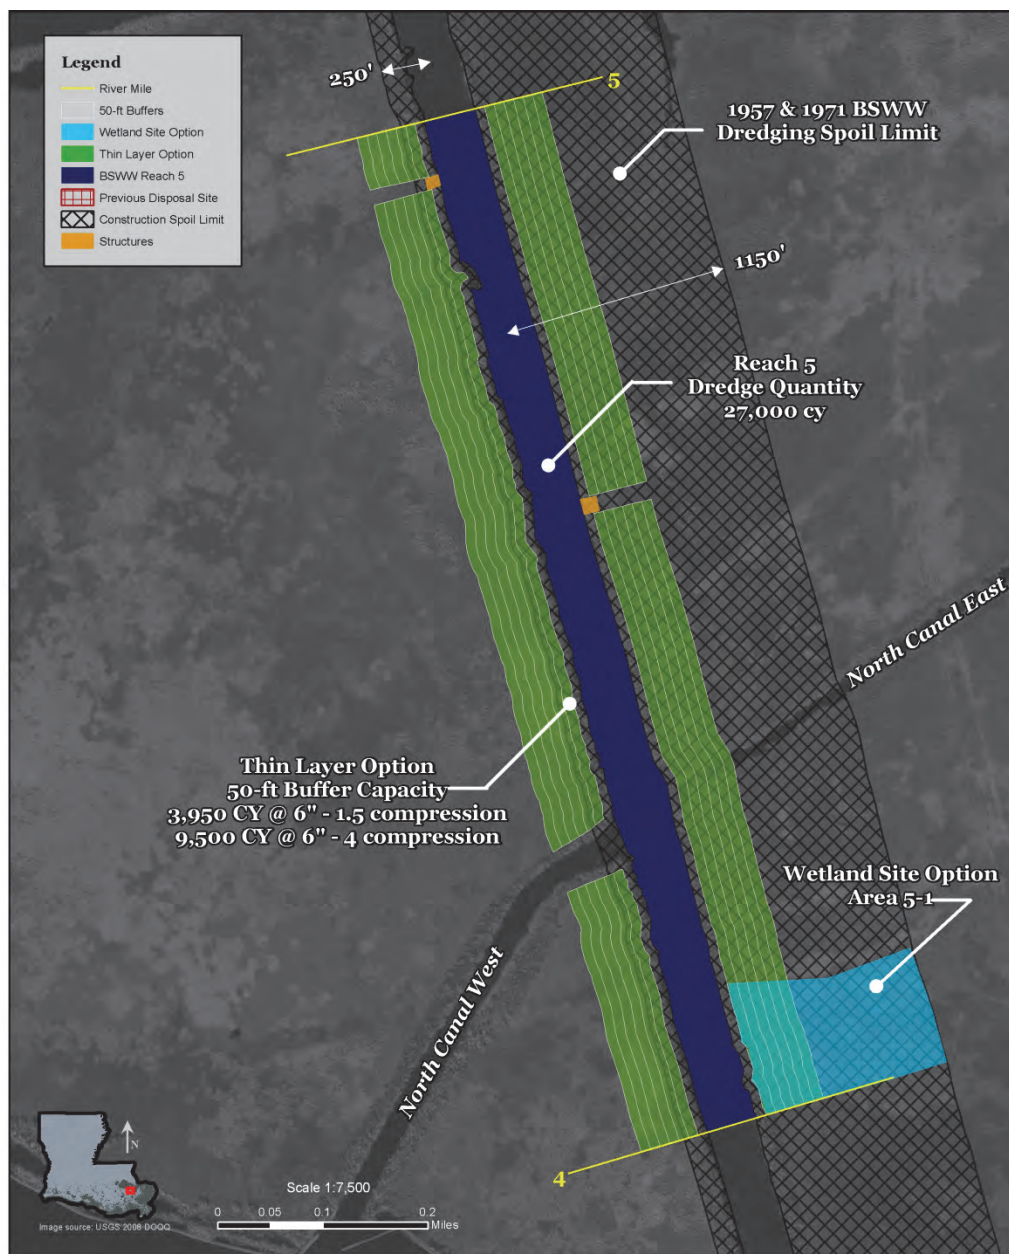 Legend
River Mile
50-ft Buffers
Wetland Site Option
Thin Layer Option
BSWW Reach 5
Previous Disposal Site
Construction Spoil Limit
Structures
250'
5
1957 & 1971 BSWW
Dredging Spoil Limit
1150'
Reach 5
Dredge Quantity
27,000 cy
North Canal East
Thin Layer Option
50-ft Buffer Capacity
3,950 CY @ 6" - 1.5 compression
9,500 CY @ 6" - 4 compression
Wetland Site Option
Area 5-1
North Canal West
4
N
Scale 1:7,500
0 0.05 0.1 0.2
Miles
Image source: USGS 2008 DOQQ